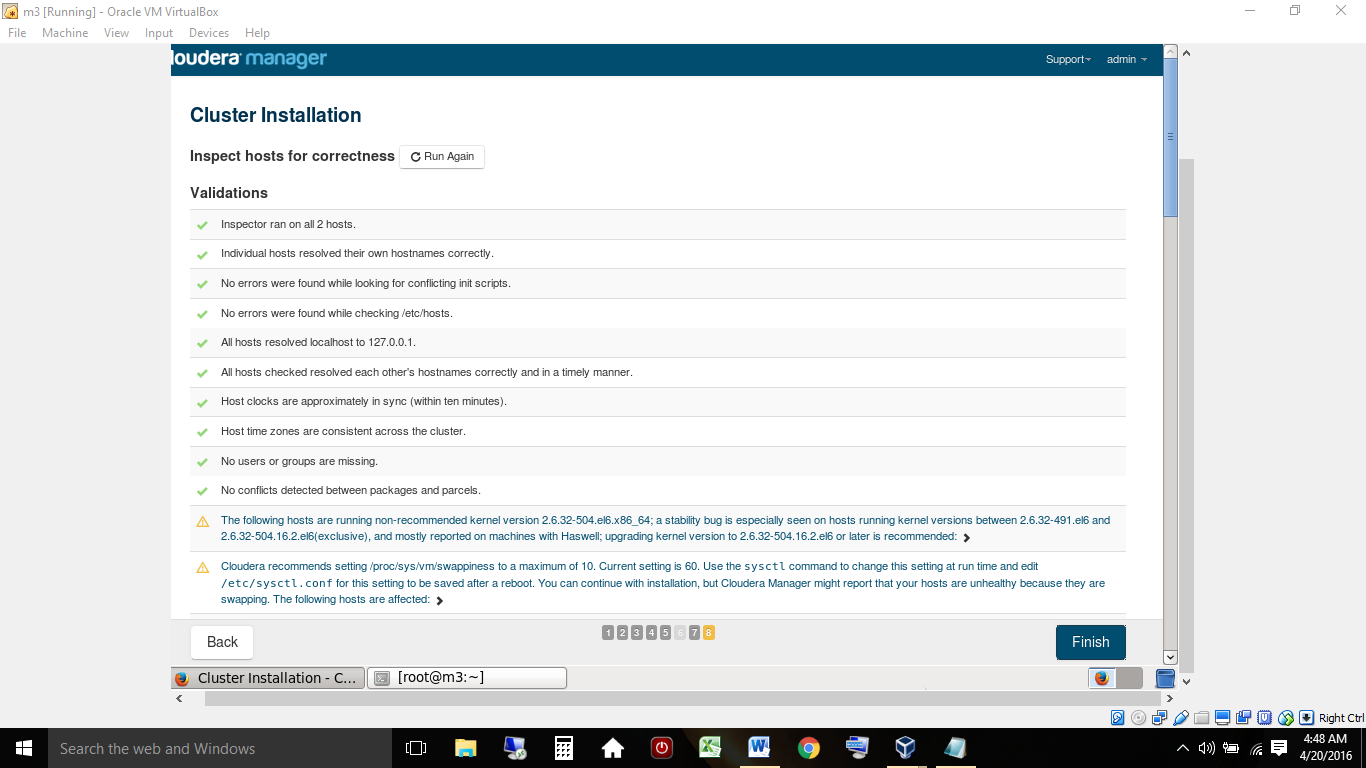 m3 [Running] - Oracle VM VirtualBox
File Machine View Input Devices Help
loudera manager
Support admin
Cluster Installation
Inspect hosts for correctness Run Again
Validations
Inspector ran on all 2 hosts.
Individual hosts resolved their own hostnames correctly.
No errors were found while looking for conflicting init scripts.
No errors were found while checking /etc/hosts.
All hosts resolved localhost to 127.0.0.1.
All hosts checked resolved each other's hostnames correctly and in a timely manner.
Host clocks are approximately in sync (within ten minutes).
Host time zones are consistent across the cluster.
No users or groups are missing.
No conflicts detected between packages and parcels.
The following hosts are running non-recommended kernel version 2.6.32-504.el6.x86_64; a stability bug is especially seen on hosts running kernel versions between 2.6.32-491.el6 and
2.6.32-504.16.2.el6(exclusive), and mostly reported on machines with Haswell; upgrading kernel version to 2.6.32-504.16.2.el6 or later is recommended:
Cloudera recommends setting /proc/sys/vm/swappiness to a maximum of 10. Current setting is 60. Use the sysctl command to change this setting at run time and edit
/etc/sysctl.conf for this setting to be saved after a reboot. You can continue with installation, but Cloudera Manager might report that your hosts are unhealthy because they are
swapping. The following hosts are affected:
Back 1 2 3 4 5 6 7 8 Finish
Cluster Installation - C... [root@m3:~]
Right Ctrl
Search the web and Windows
4:48 AM
4/20/2016